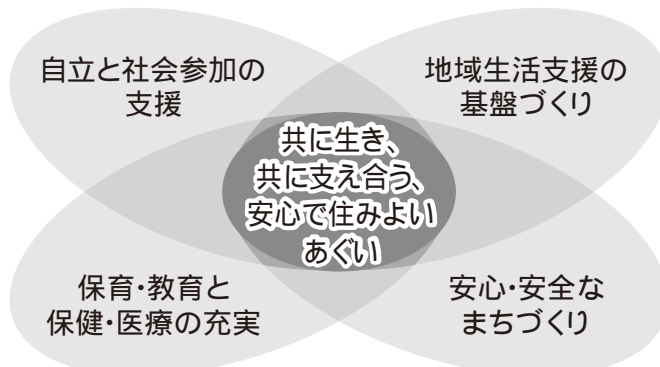 自立と社会参加の
支援
地域生活支援の
基盤づくり
共に生き、
共に支え合う、
安心で住みよい
あぐい
保育・教育と
保健・医療の充実
安心・安全な
まちづくり